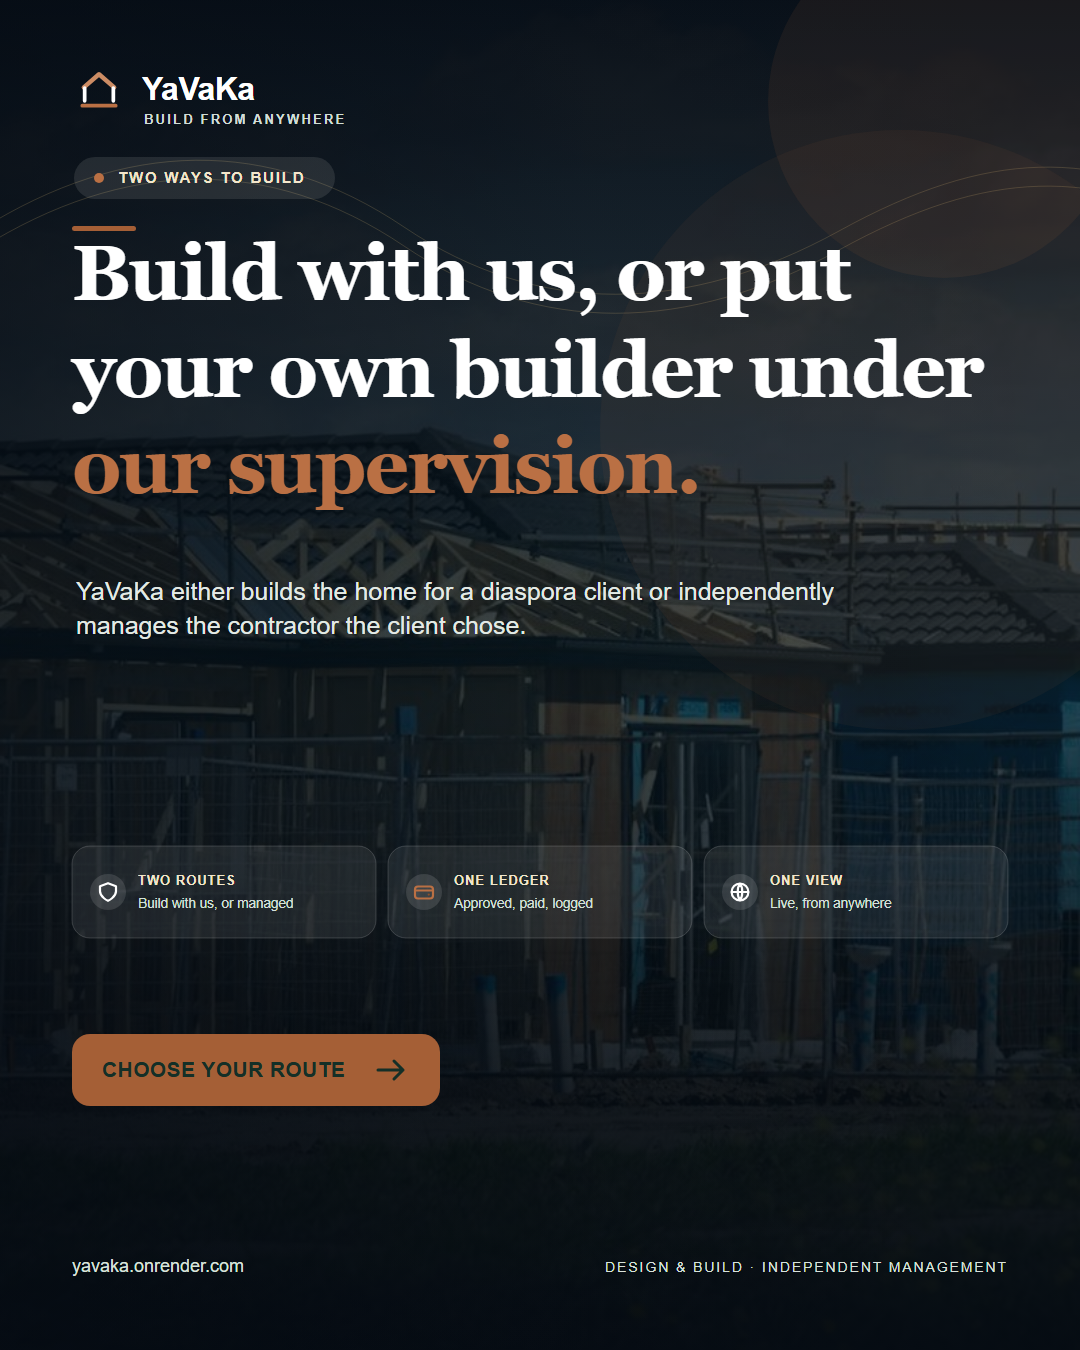 YaVaKa
BUILD FROM ANYWHERE
TWO WAYS TO BUILD
Build with us, or put
your own builder under
our supervision.
YaVaKa either builds the home for a diaspora client or independently
manages the contractor the client chose.
TWO ROUTES
Build with us, or managed
ONE LEDGER
Approved, paid, logged
ONE VIEW
Live, from anywhere
CHOOSE YOUR ROUTE
yavaka.onrender.com
DESIGN & BUILD · INDEPENDENT MANAGEMENT